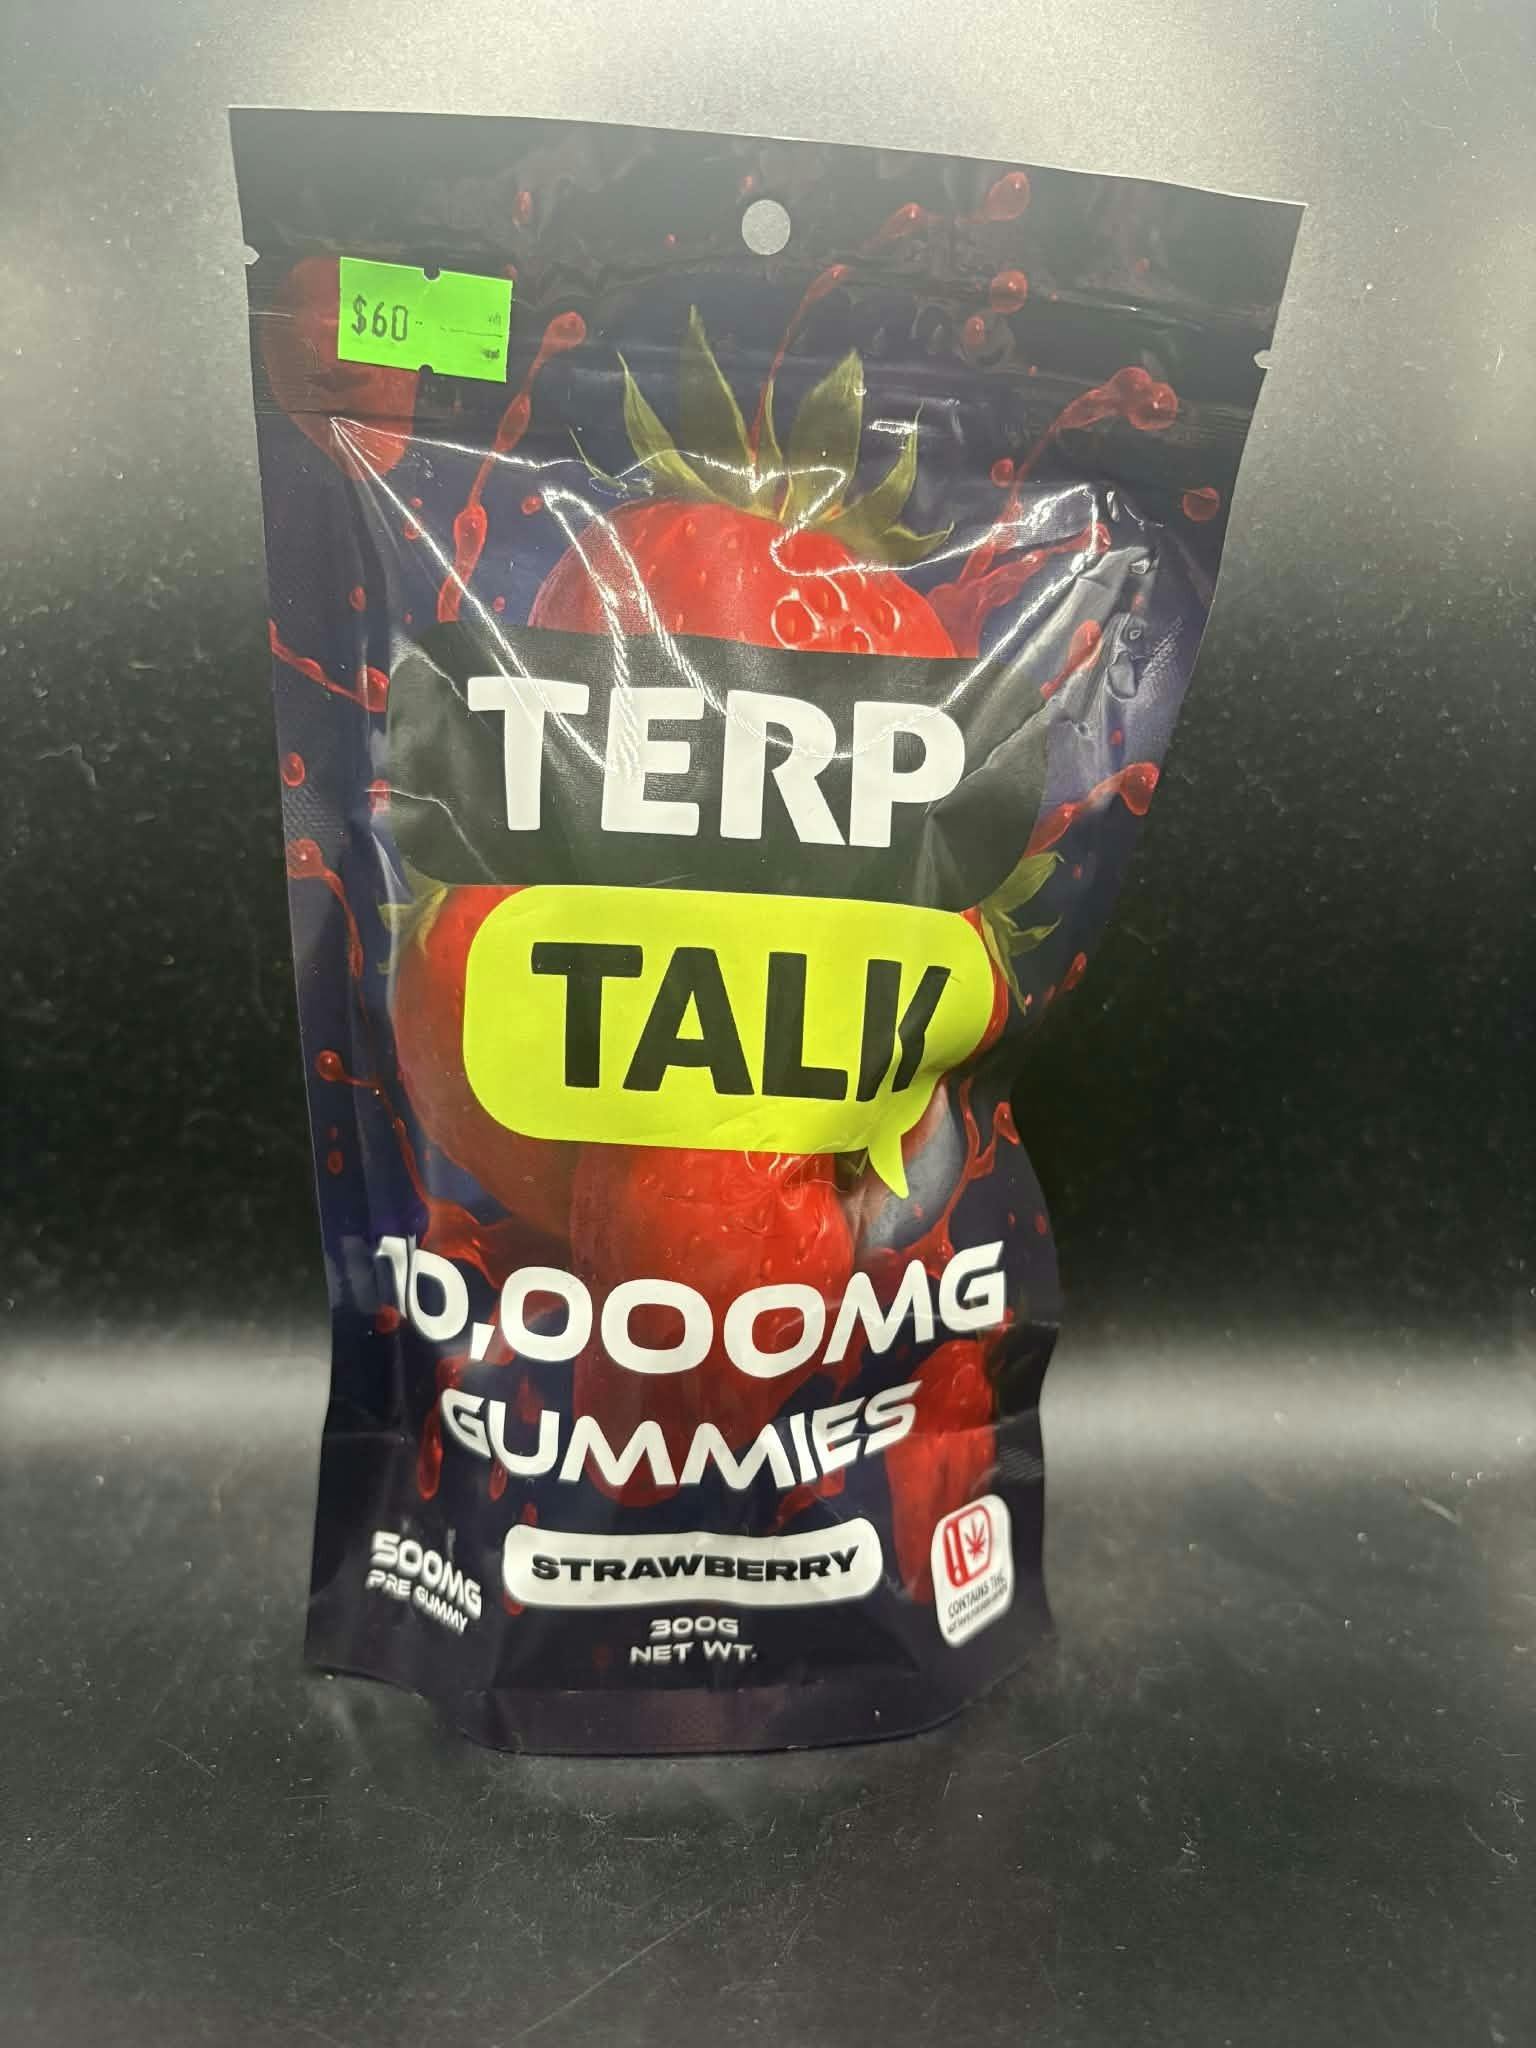 $60
TERP
TALK
10,000MG
GUMMIES
500MG
PRE GUMMY
STRAWBERRY
300G
NET WT.
CONTAINS THC